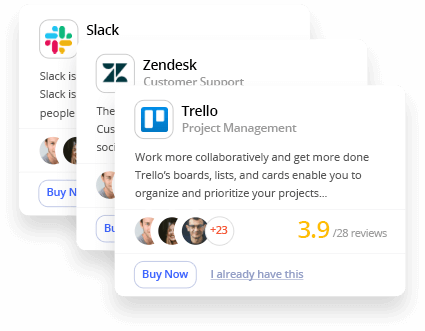 Slack
Slack is
Slack is
people
Buy Now
Zendesk
Customer Support
The
Cus
soci
Trello
Project Management
Work more collaboratively and get more done
Trello's boards, lists, and cards enable you to
organize and prioritize your projects...
+23
3.9 /28 reviews
Buy Now
I already have this